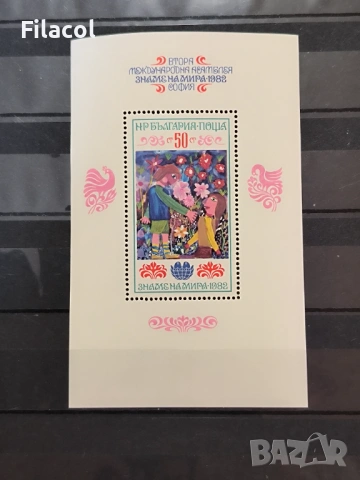 Filacol
ВТОРА
МЕЖДУНАРОДНА АСАМБЛЕЯ
ЗНАМЕ НА МИРА·1982
СОФИЯ
НР БЪЛГАРИЯ·ПОЩА
50
ЗНАМЕ НА МИРА·1982
BAZAR